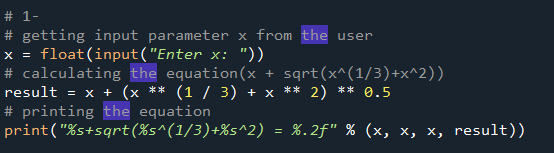 # 1-
# getting input parameter x from the user
x = float(input("Enter x: "))
# calculating the equation(x + sqrt(x^(1/3)+x^2))
result = x + (x ** (1 / 3) + x ** 2) ** 0.5
# printing the equation
print("%s+sqrt(%s^(1/3)+%s^2) = %.2f" % (x, x, x, result))